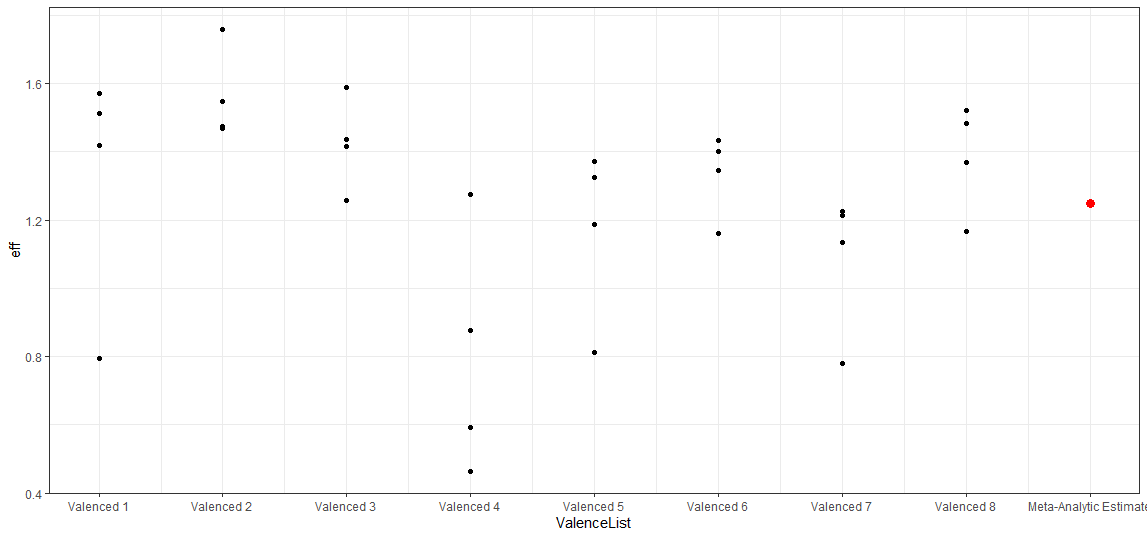 eff
1.6
1.2
0.8
0.4
Valenced 1 Valenced 2 Valenced 3 Valenced 4 Valenced 5 Valenced 6 Valenced 7 Valenced 8 Meta-Analytic Estimate
ValenceList